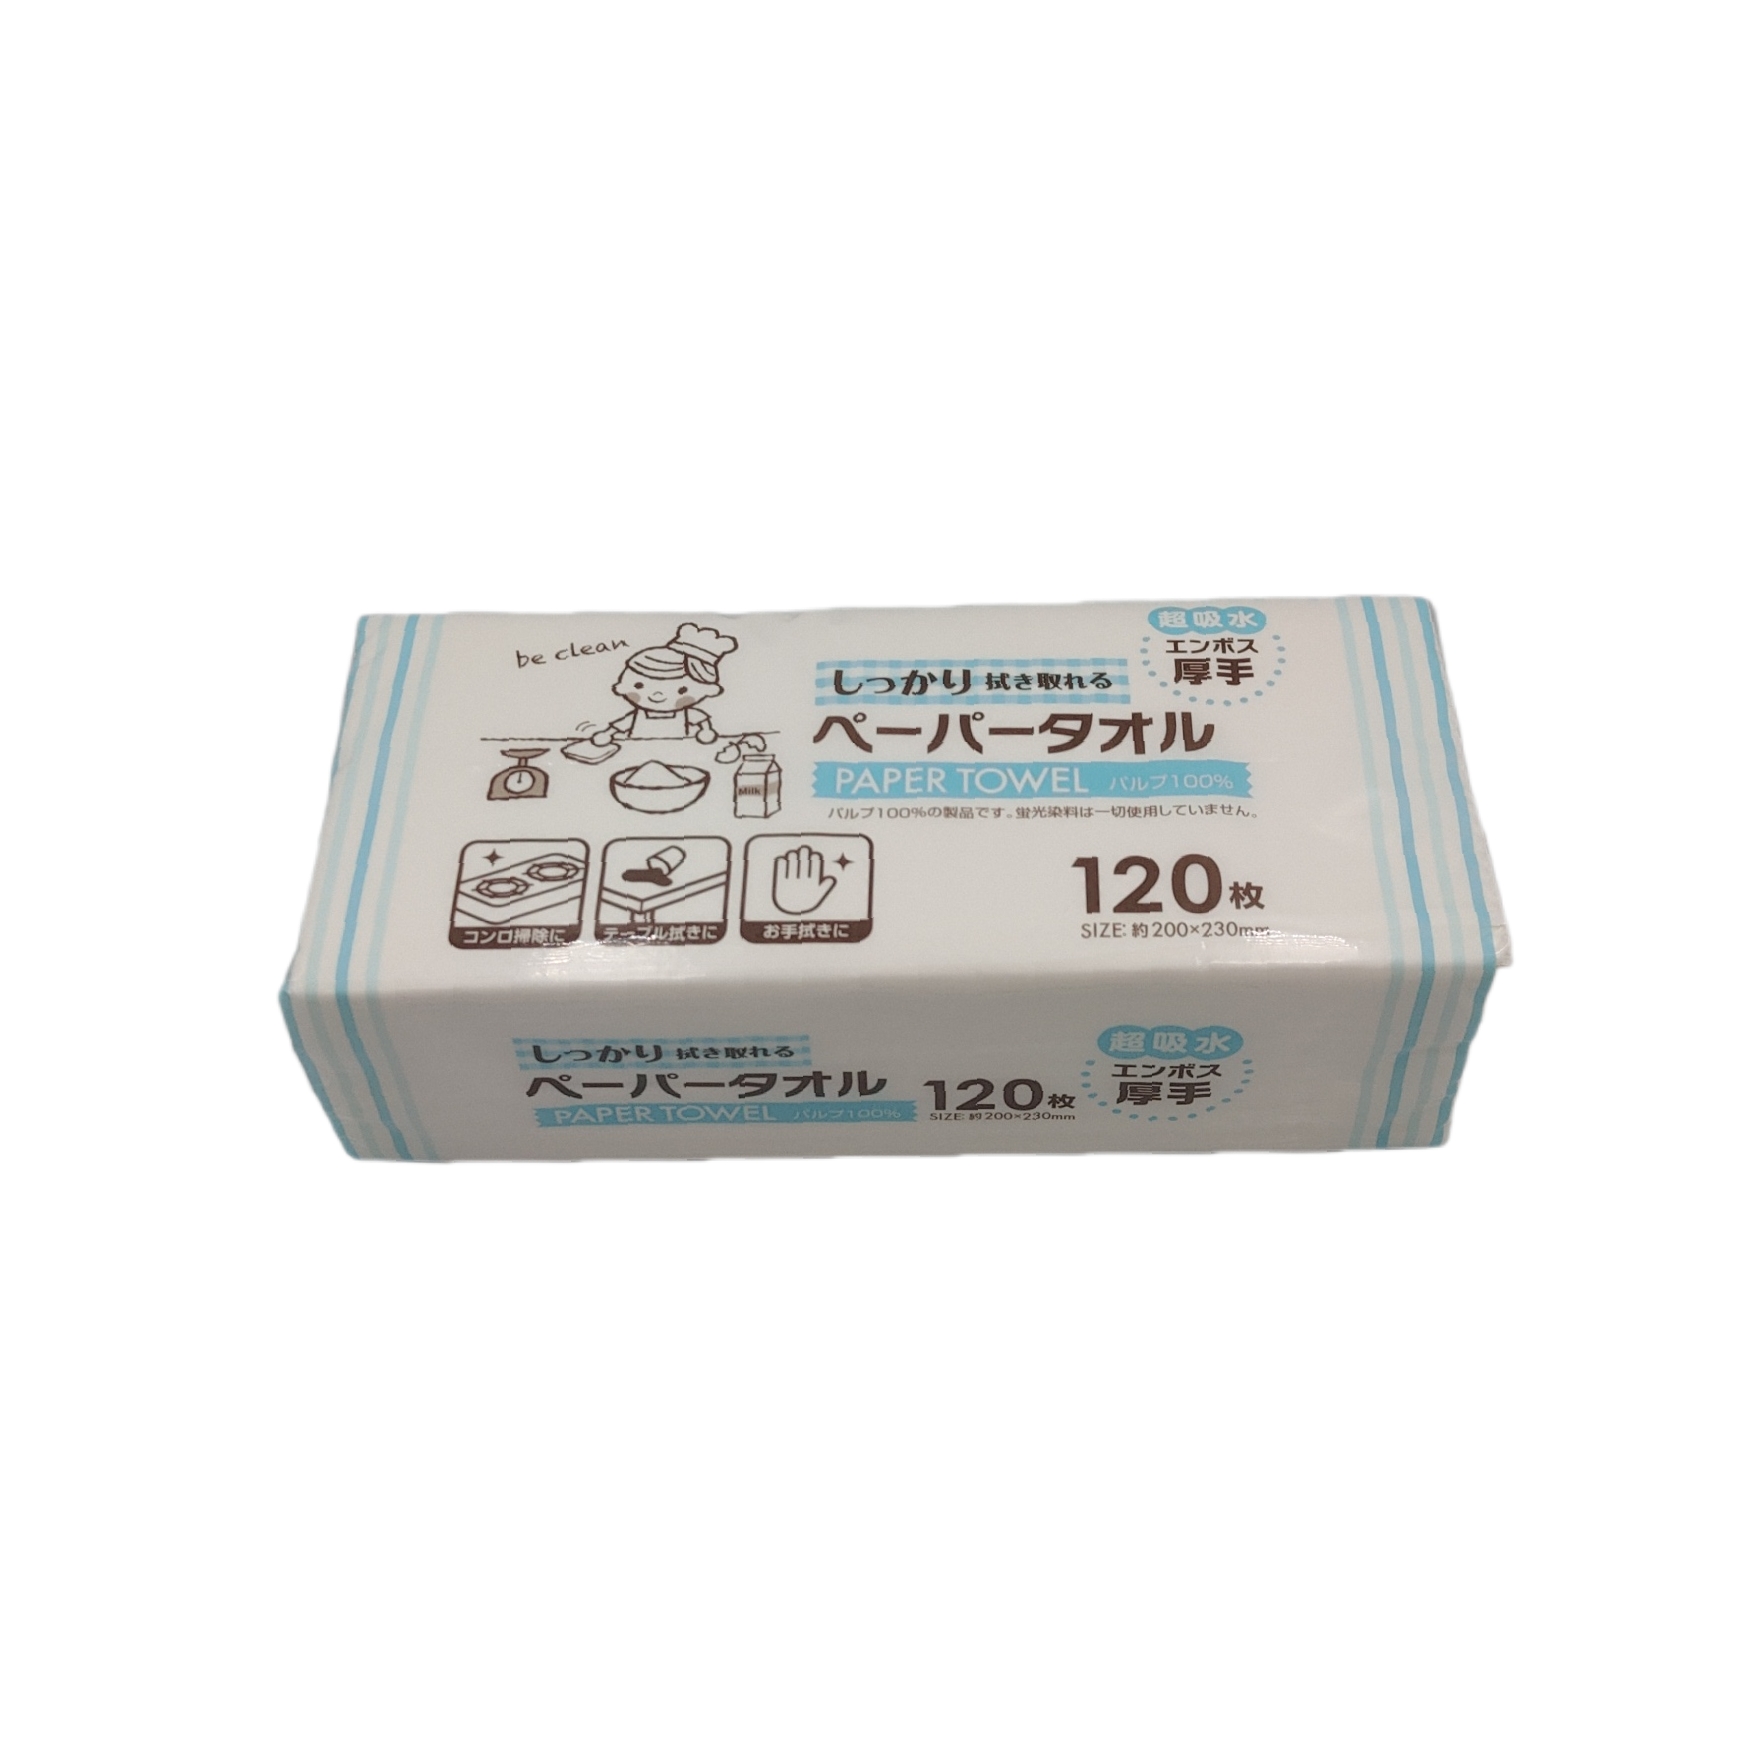 be clean
超吸水
エンボス
厚手
しっかり 拭き取れる
ペーパータオル
PAPER TOWEL パルプ100%
パルプ100%の製品です。蛍光染料は一切使用していません。
Milk
コンロ掃除に
テーブル拭きに
お手拭きに
120枚
SIZE: 約200×230mm
しっかり 拭き取れる
ペーパータオル
PAPER TOWEL パルプ100%
120枚
SIZE: 約200×230mm
超吸水
エンボス
厚手